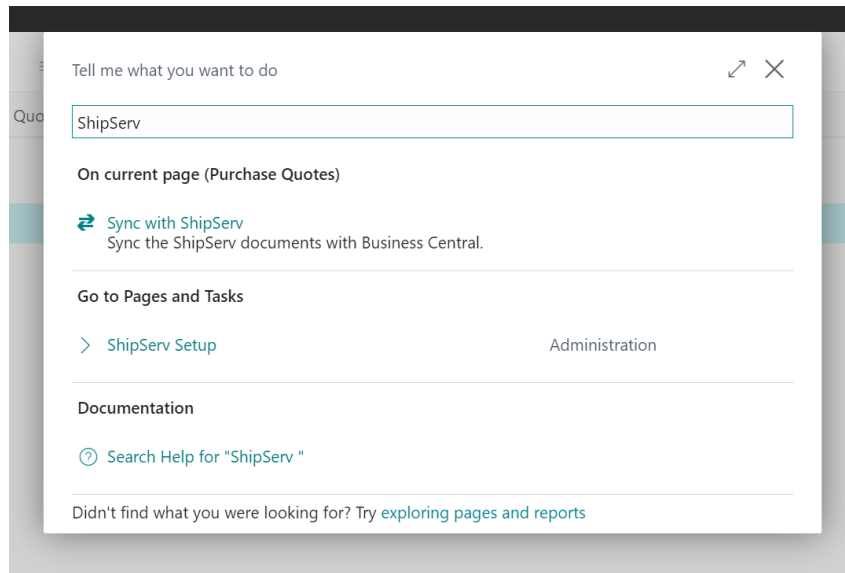 Tell me what you want to do
Quo
ShipServ
On current page (Purchase Quotes)
Sync with ShipServ
Sync the ShipServ documents with Business Central.
Go to Pages and Tasks
ShipServ Setup Administration
Documentation
Search Help for "ShipServ "
Didn't find what you were looking for? Try exploring pages and reports